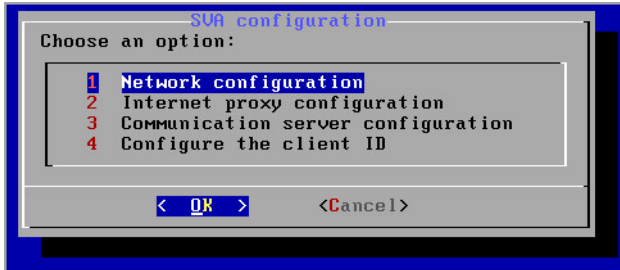 SVA configuration
Choose an option:
1 Network configuration
2 Internet proxy configuration
3 Communication server configuration
4 Configure the client ID
< OK > <Cancel>